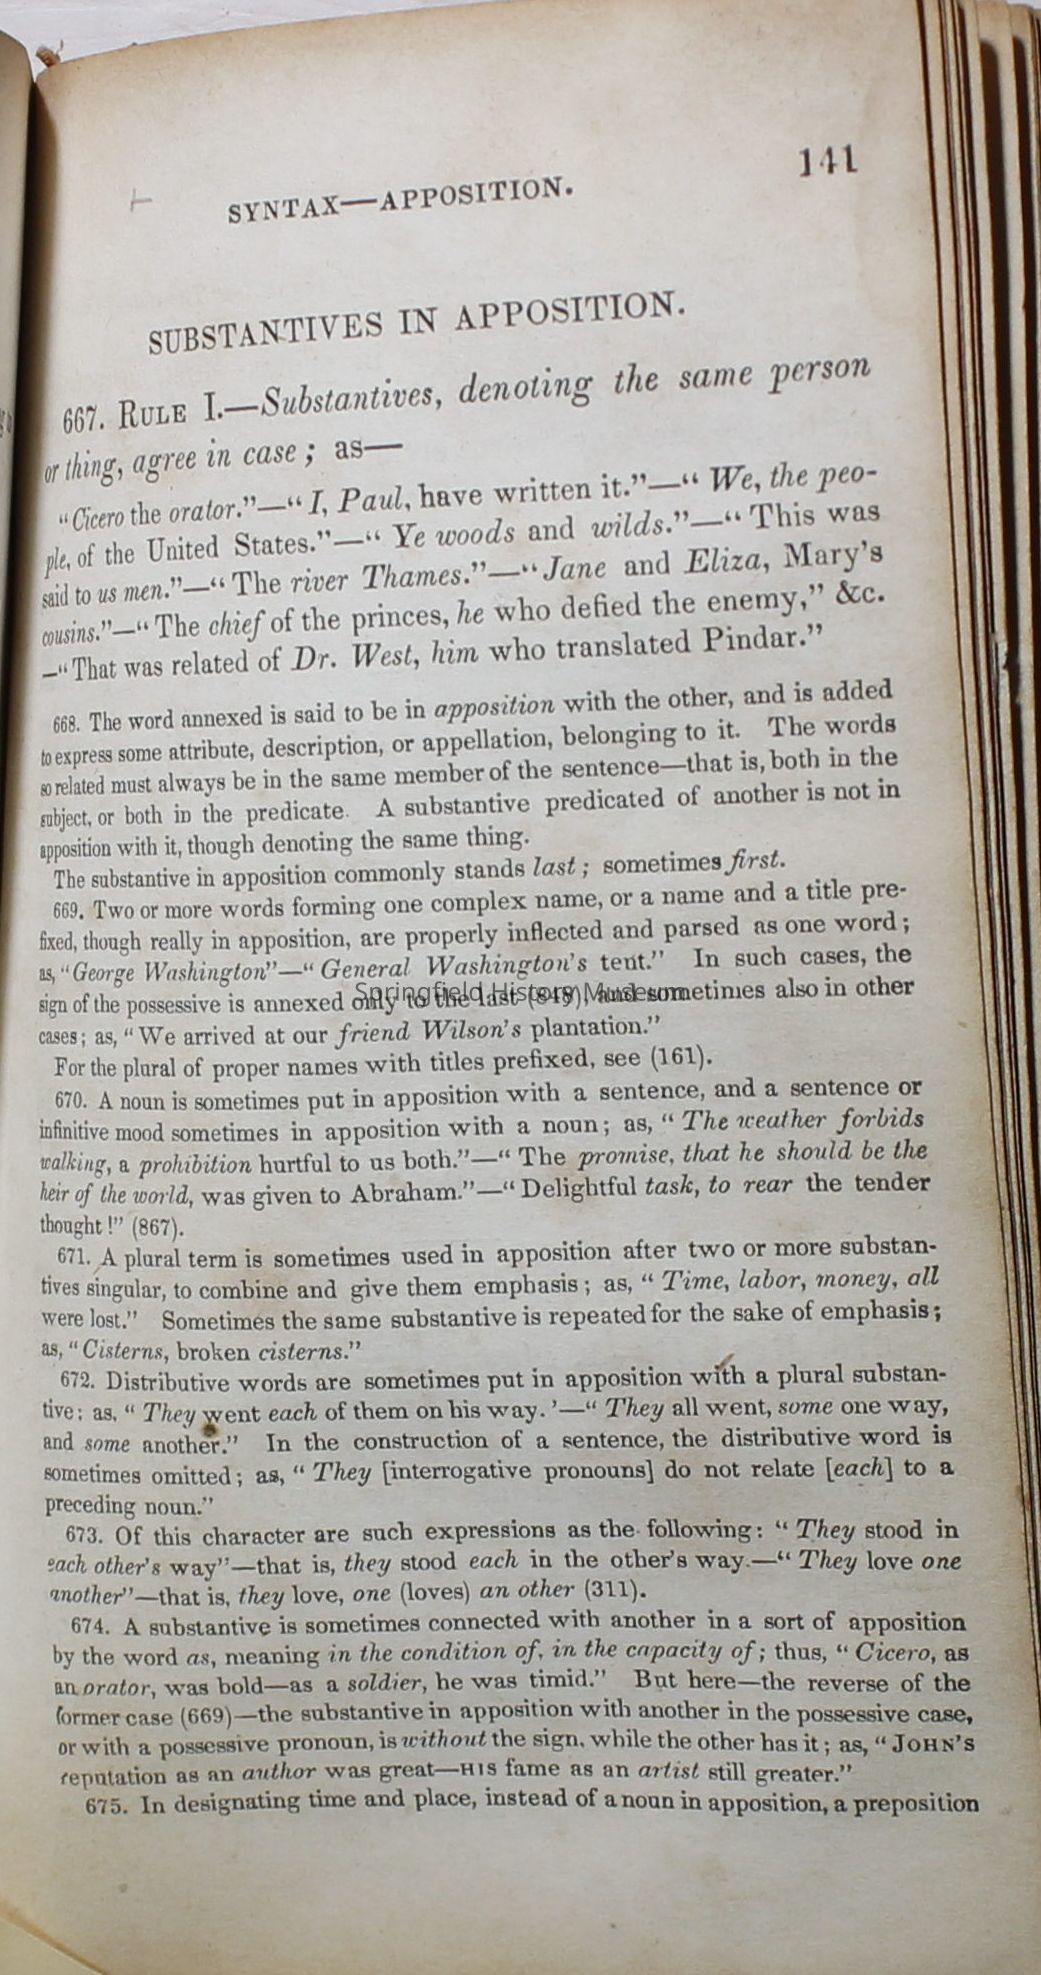 141
SYNTAX—APPOSITION.
SUBSTANTIVES IN APPOSITION.
667. RULE I.—Substantives, denoting the same person
or thing, agree in case; as—
"Cicero the orator."—"I, Paul, have written it."—"We, the peo-
ple, of the United States."—"Ye woods and wilds."—"This was
said to us men."—"The river Thames."—"Jane and Eliza, Mary's
cousins."—"The chief of the princes, he who defied the enemy," &c.
—"That was related of Dr. West, him who translated Pindar."
668. The word annexed is said to be in apposition with the other, and is added
to express some attribute, description, or appellation, belonging to it. The words
so related must always be in the same member of the sentence—that is, both in the
subject, or both in the predicate. A substantive predicated of another is not in
apposition with it, though denoting the same thing.
The substantive in apposition commonly stands last; sometimes first.
669. Two or more words forming one complex name, or a name and a title pre-
fixed, though really in apposition, are properly inflected and parsed as one word;
as, "George Washington"—"General Washington's tent." In such cases, the
sign of the possessive is annexed only to the last (849), and sometimes also in other
Springfield History Museum
cases; as, "We arrived at our friend Wilson's plantation."
For the plural of proper names with titles prefixed, see (161).
670. A noun is sometimes put in apposition with a sentence, and a sentence or
infinitive mood sometimes in apposition with a noun; as, "The weather forbids
walking, a prohibition hurtful to us both."—"The promise, that he should be the
heir of the world, was given to Abraham."—"Delightful task, to rear the tender
thought!" (867).
671. A plural term is sometimes used in apposition after two or more substan-
tives singular, to combine and give them emphasis; as, "Time, labor, money, all
were lost." Sometimes the same substantive is repeated for the sake of emphasis;
as, "Cisterns, broken cisterns."
672. Distributive words are sometimes put in apposition with a plural substan-
tive; as, "They went each of them on his way.'—"They all went, some one way,
and some another." In the construction of a sentence, the distributive word is
sometimes omitted; as, "They [interrogative pronouns] do not relate [each] to a
preceding noun."
673. Of this character are such expressions as the following: "They stood in
each other's way"—that is, they stood each in the other's way.—"They love one
another"—that is, they love, one (loves) an other (311).
674. A substantive is sometimes connected with another in a sort of apposition
by the word as, meaning in the condition of, in the capacity of; thus, "Cicero, as
an orator, was bold—as a soldier, he was timid." But here—the reverse of the
former case (669)—the substantive in apposition with another in the possessive case,
or with a possessive pronoun, is without the sign, while the other has it; as, "JOHN'S
reputation as an author was great—HIS fame as an artist still greater."
675. In designating time and place, instead of a noun in apposition, a preposition